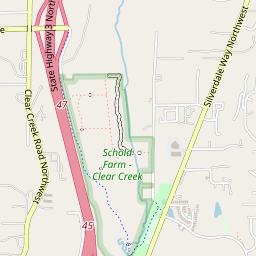 State Highway 3 North
Silverdale Way Northwest
Clear Creek Road Northwest
47
Schold
Farm -
Clear Creek
45